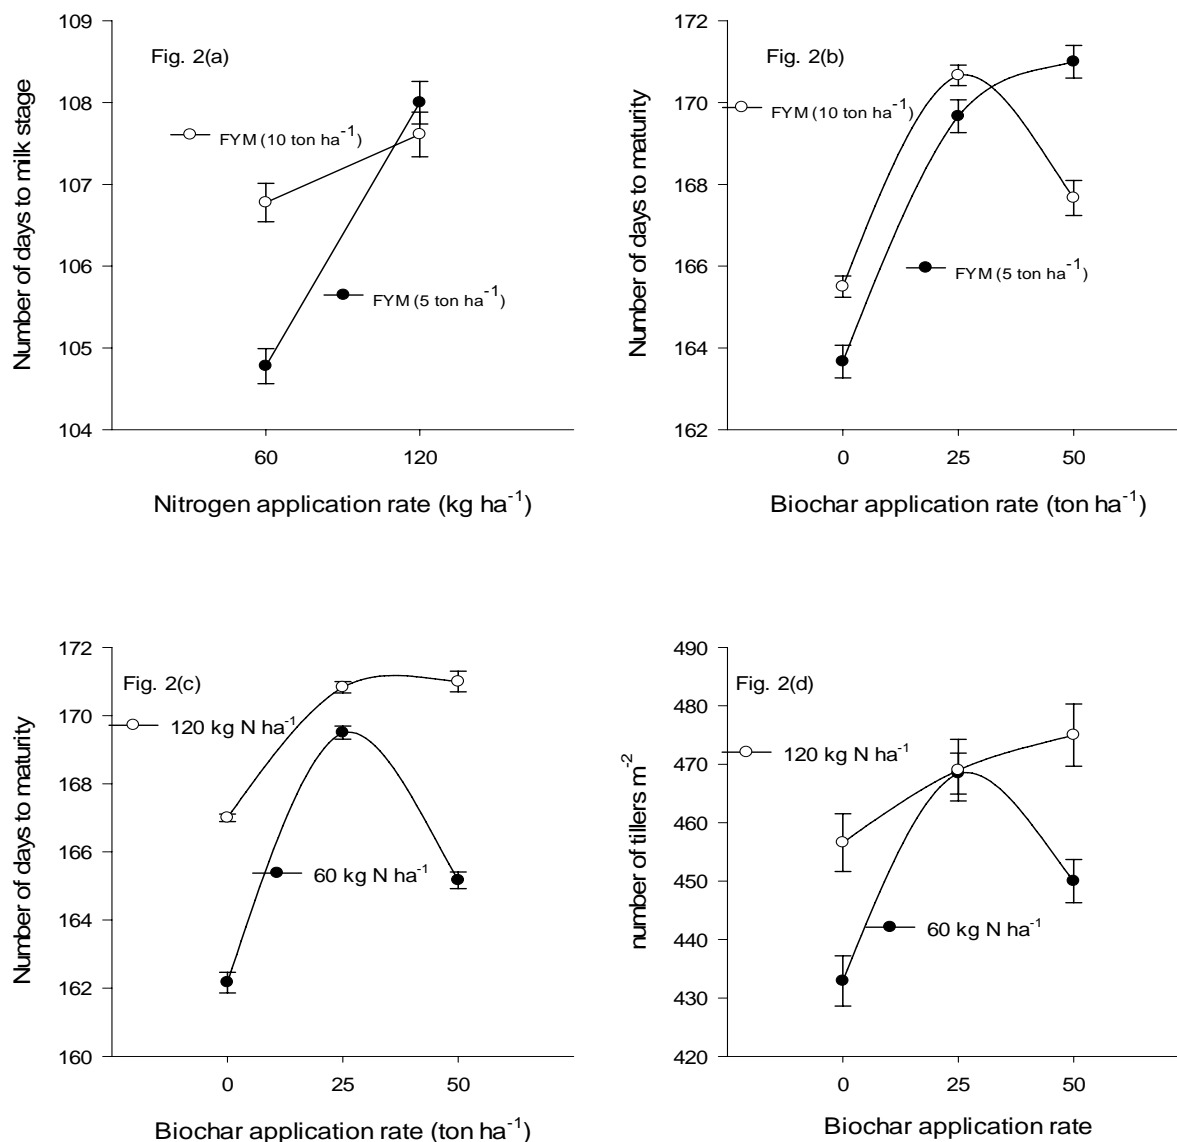 Number of days to milk stage
109
108
107
106
105
104
Fig. 2(a)
FYM (10 ton ha⁻¹)
FYM (5 ton ha⁻¹)
60
120
Nitrogen application rate (kg ha⁻¹)
Number of days to maturity
172
170
168
166
164
162
Fig. 2(b)
FYM (10 ton ha⁻¹)
FYM (5 ton ha⁻¹)
0
25
50
Biochar application rate (ton ha⁻¹)
Number of days to maturity
172
170
168
166
164
162
160
Fig. 2(c)
120 kg N ha⁻¹
60 kg N ha⁻¹
0
25
50
Biochar application rate (ton ha⁻¹)
number of tillers m⁻²
490
480
470
460
450
440
430
420
Fig. 2(d)
120 kg N ha⁻¹
60 kg N ha⁻¹
0
25
50
Biochar application rate